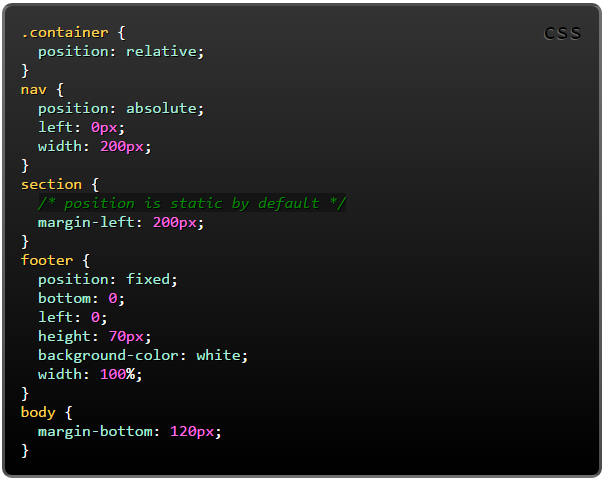 css
.container {
  position: relative;
}
nav {
  position: absolute;
  left: 0px;
  width: 200px;
}
section {
  /* position is static by default */
  margin-left: 200px;
}
footer {
  position: fixed;
  bottom: 0;
  left: 0;
  height: 70px;
  background-color: white;
  width: 100%;
}
body {
  margin-bottom: 120px;
}